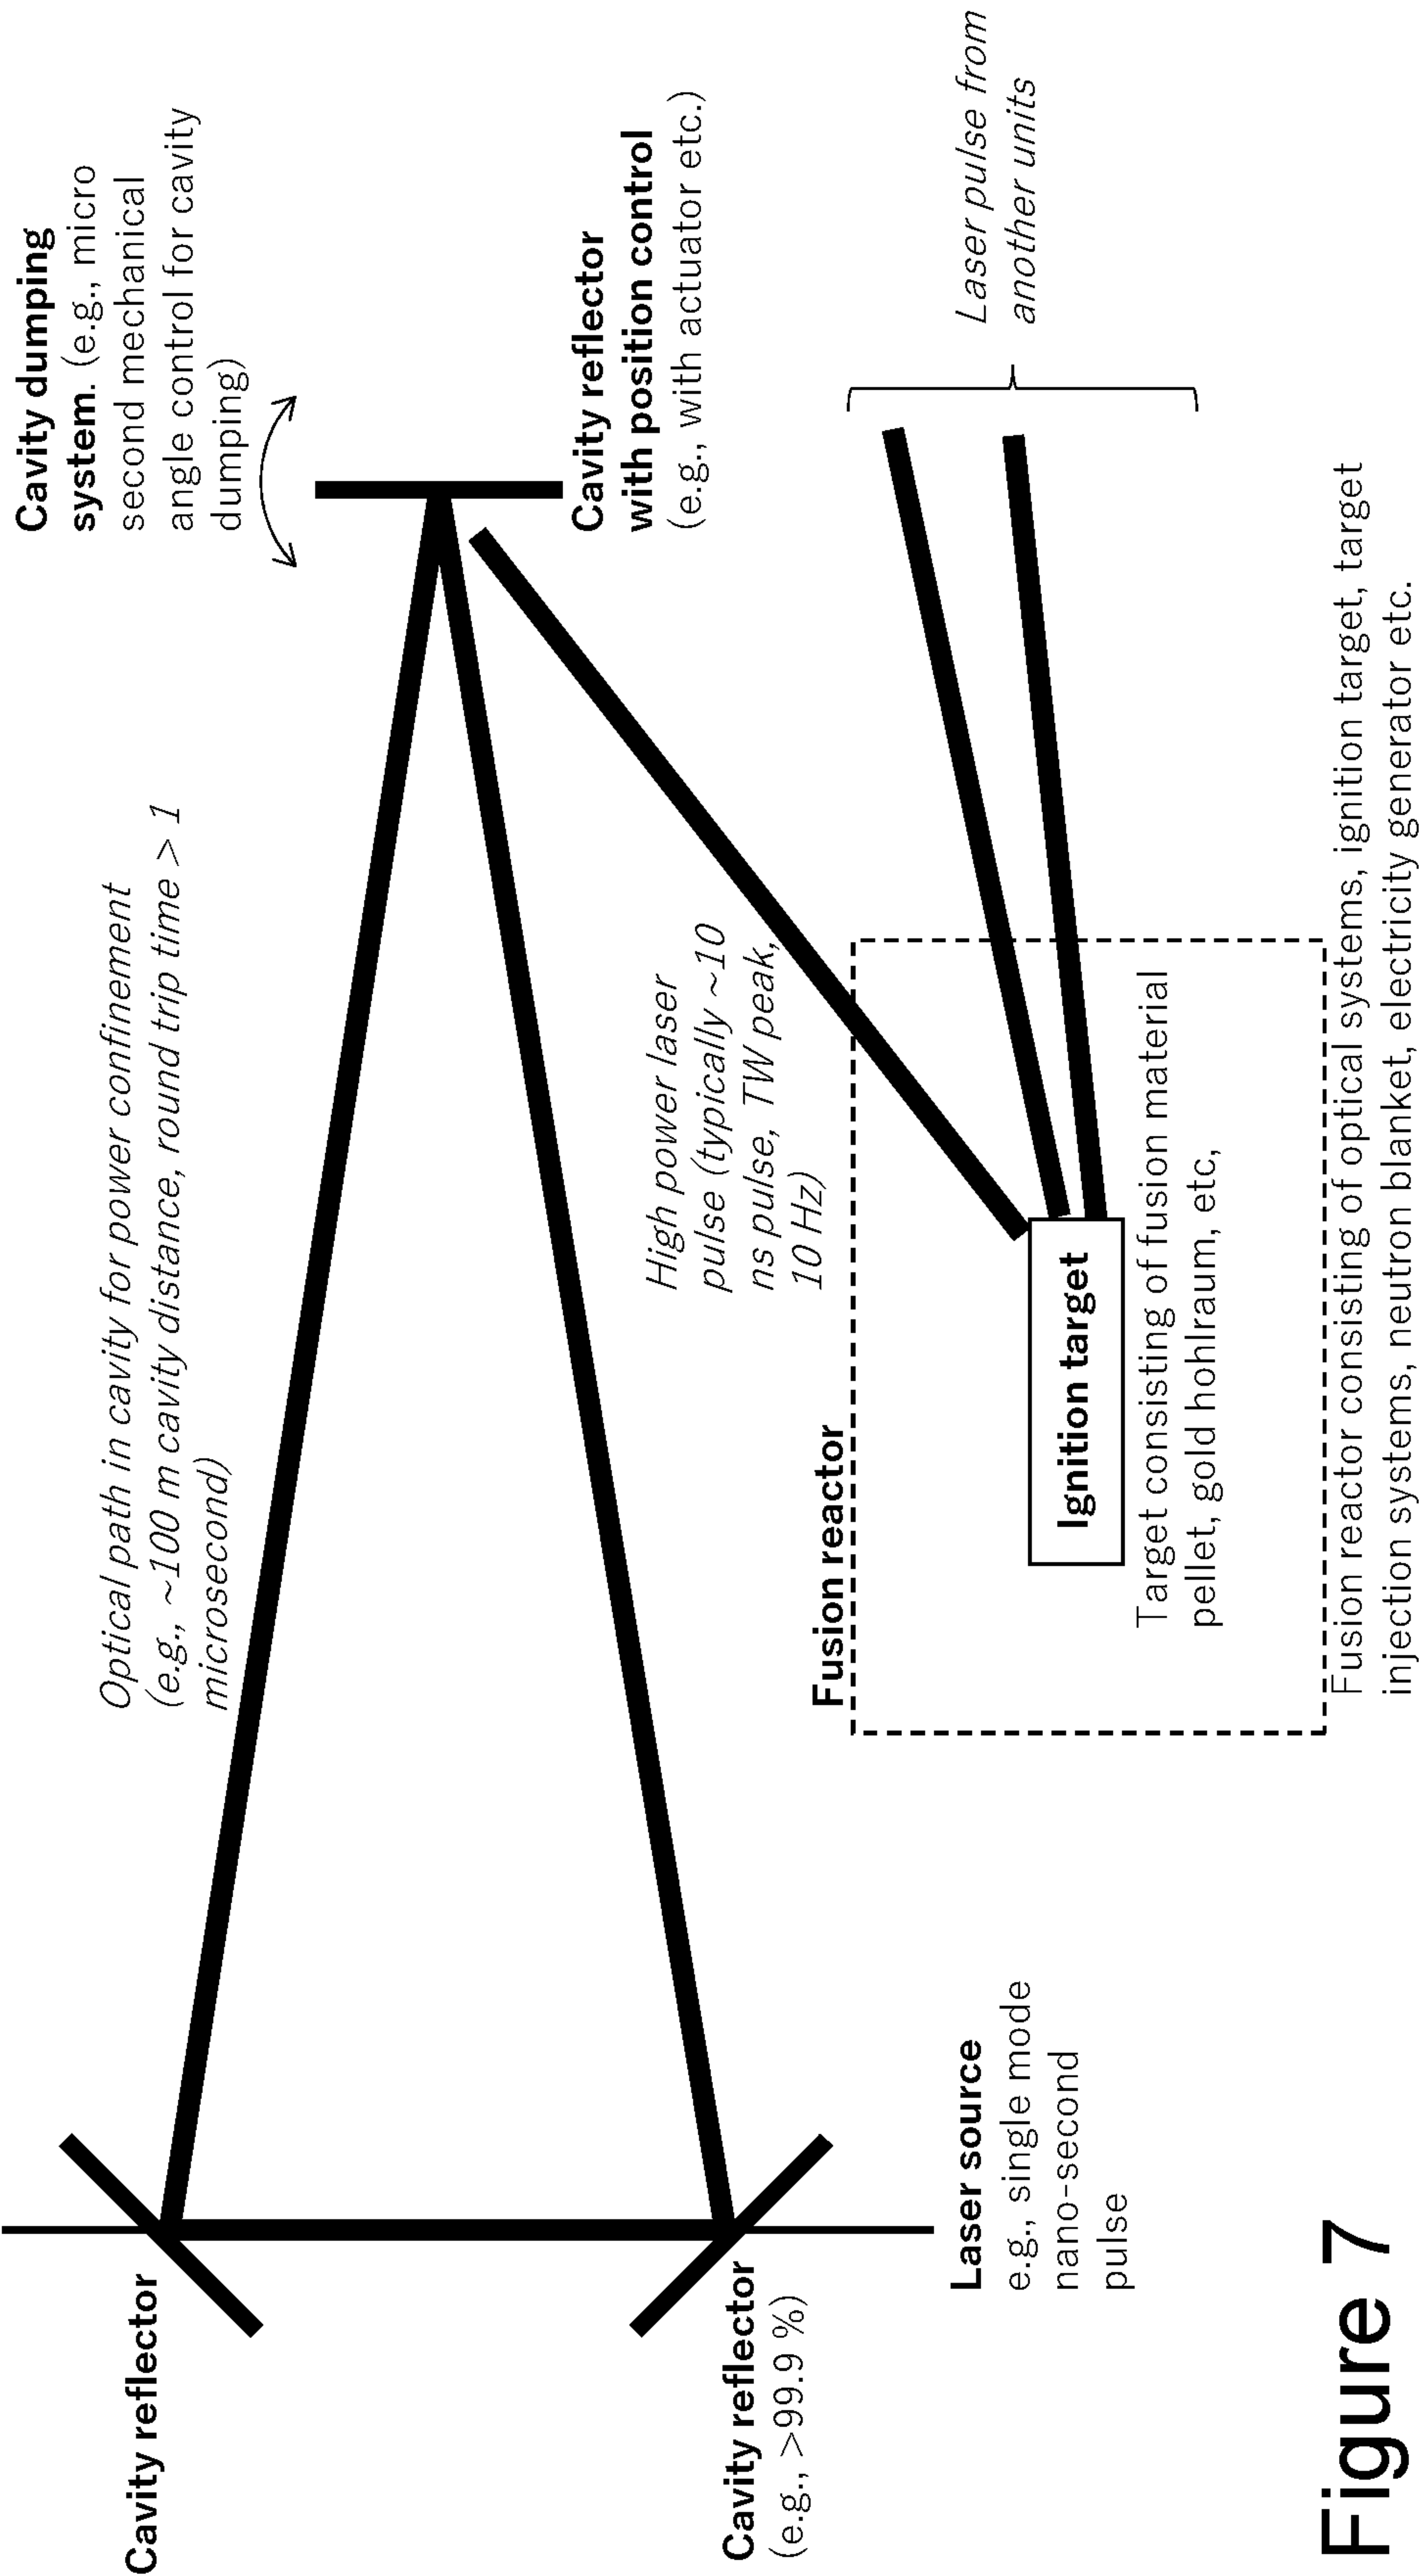 Cavity dumping
system. (e.g., micro
second mechanical
angle control for cavity
dumping)
Optical path in cavity for power confinement
(e.g., ~100 m cavity distance, round trip time > 1
microsecond)
Cavity reflector
Cavity reflector
with position control
(e.g., with actuator etc.)
High power laser
pulse (typically ~10
ns pulse, TW peak,
10 Hz)
Cavity reflector
(e.g., >99.9 %)
Laser pulse from
another units
Fusion reactor
Laser source
e.g., single mode
nano-second
pulse
Ignition target
Target consisting of fusion material
pellet, gold hohlraum, etc,
Fusion reactor consisting of optical systems, ignition target, target
injection systems, neutron blanket, electricity generator etc.
Figure 7